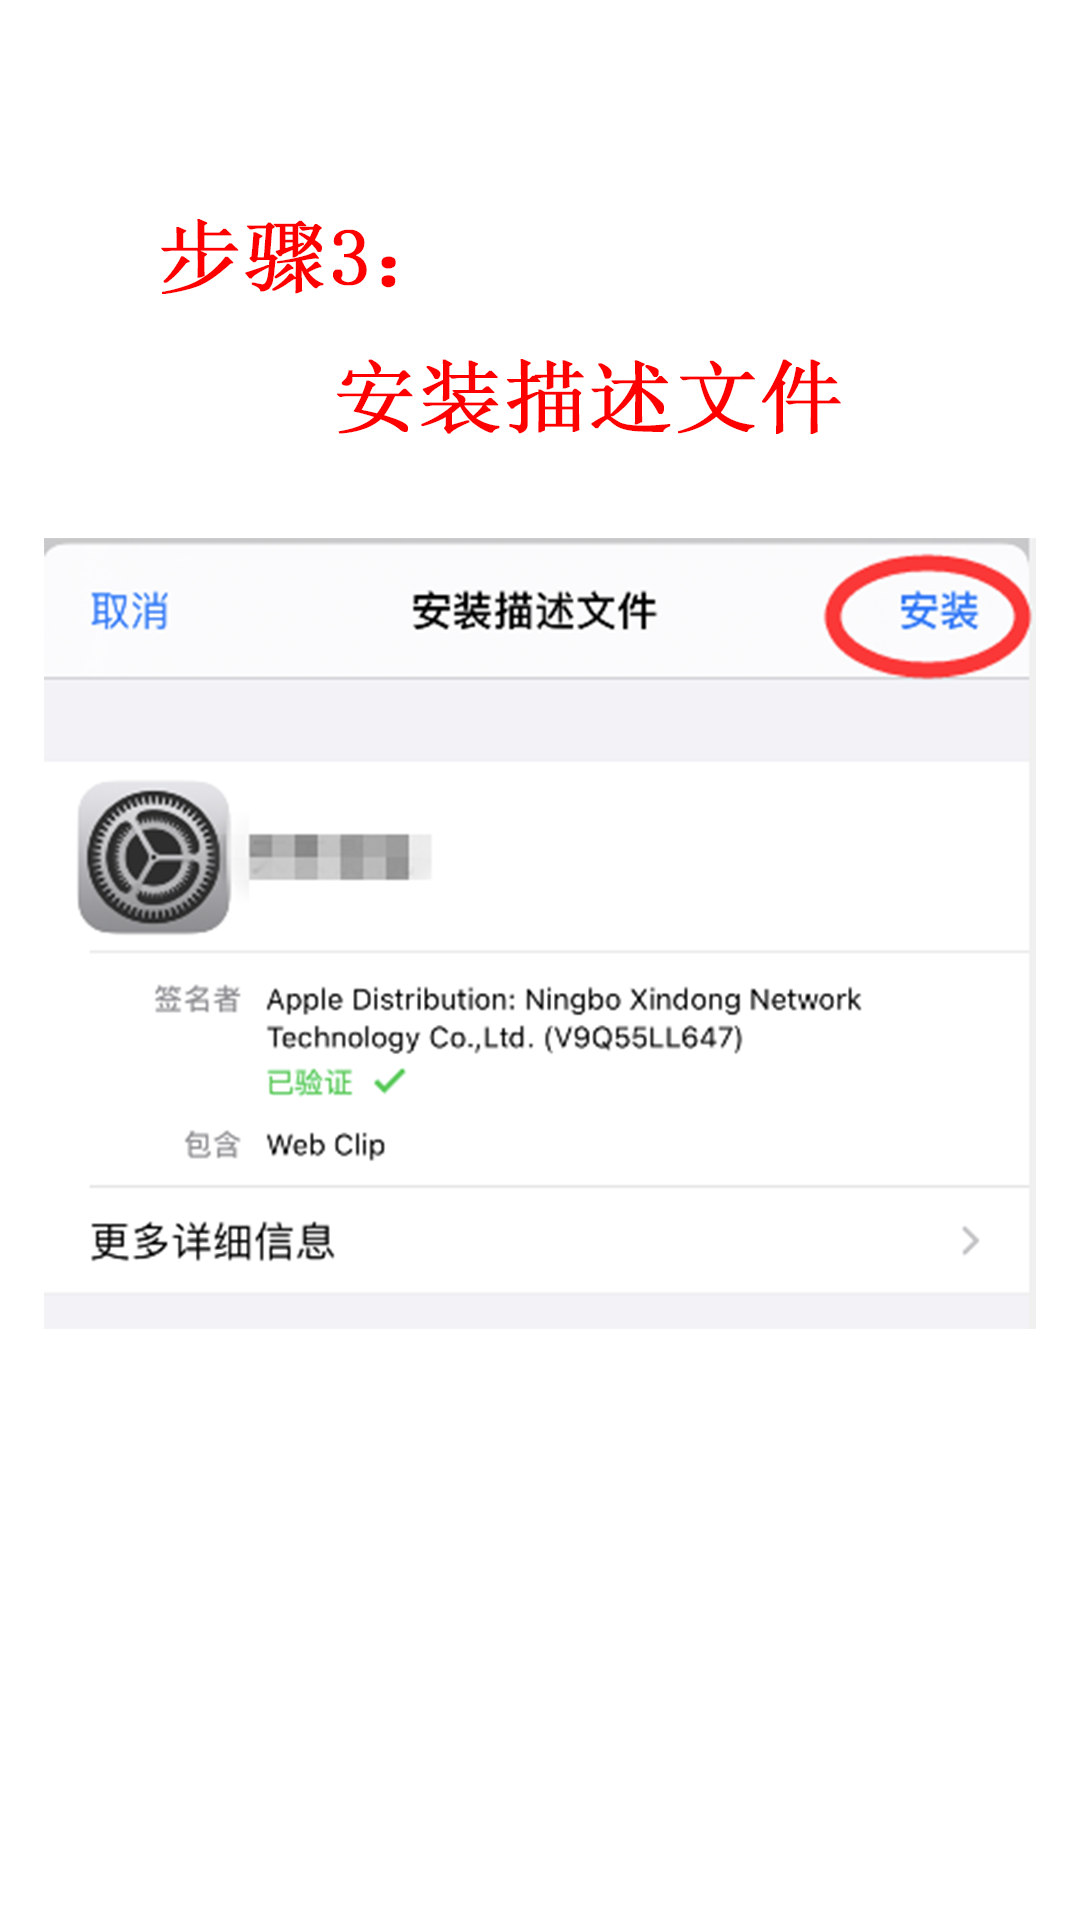 步骤3：
安装描述文件
取消
安装描述文件
安装
签名者
Apple Distribution: Ningbo Xindong Network
Technology Co.,Ltd. (V9Q55LL647)
已验证
包含
Web Clip
更多详细信息